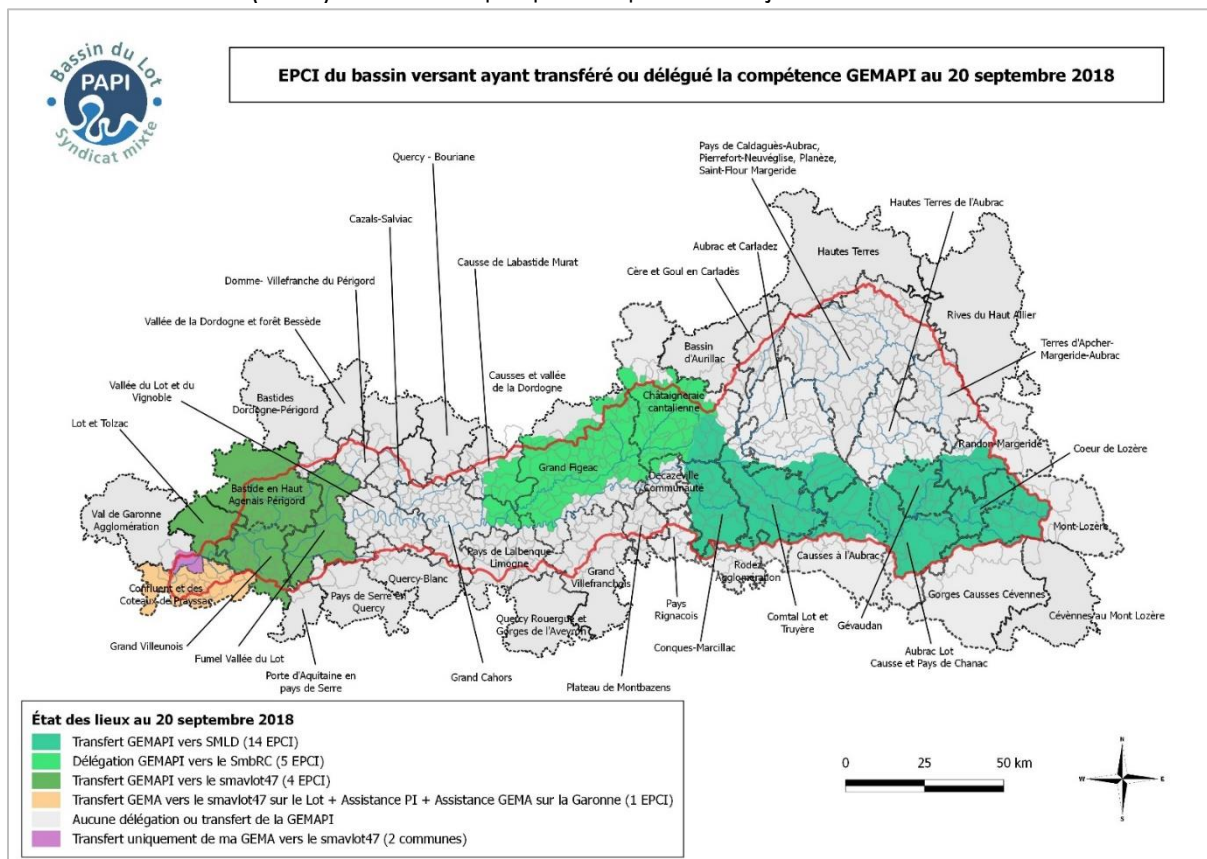 Bassin du Lot
PAPI
Syndicat mixte
EPCI du bassin versant ayant transféré ou délégué la compétence GEMAPI au 20 septembre 2018
Quercy - Bouriane
Pays de Caldaguès-Aubrac,
Pierrefort-Neuvéglise, Planèze,
Saint-Flour Margeride
Hautes Terres de l'Aubrac
Cazals-Salviac
Aubrac et Carladez
Hautes Terres
Causse de Labastide Murat
Cère et Goul en Carladès
Domme- Villefranche du Périgord
Vallée de la Dordogne et forêt Bessède
Rives du Haut Allier
Bassin
d'Aurillac
Terres d'Apcher-
Margeride-Aubrac
Causses et vallée
de la Dordogne
Vallée du Lot et du
Vignoble
Bastides
Dordogne-Périgord
Châtaigneraie
cantalienne
Lot et Tolzac
Randon-Margeride
Coeur de Lozère
Grand Figeac
Decazeville
Communauté
Bastide en Haut
Agenais Périgord
Val de Garonne
Agglomération
Mont-Lozère
Pays de Lalbenque-
Limogne
Causses à l'Aubrac
Grand
Villefranchois
Rodez
Agglomération
Quercy-Blanc
Confluent et des
Coteaux de Prayssas
Pays de Serre en
Quercy
Gorges Causses Cévennes
Pays
Rignacois
Quercy Rouergue et
Gorges de l'Aveyron
Comtal Lot et
Truyère
Gévaudan
Cévènnes au Mont Lozère
Grand Villeunois
Conques-Marcillac
Aubrac Lot
Causse et Pays de Chanac
Fumel Vallée du Lot
Porte d'Aquitaine en
pays de Serre
Grand Cahors
Plateau de Montbazens
État des lieux au 20 septembre 2018
Transfert GEMAPI vers SMLD (14 EPCI)
Délégation GEMAPI vers le SmbRC (5 EPCI)
Transfert GEMAPI vers le smavlot47 (4 EPCI)
Transfert GEMA vers le smavlot47 sur le Lot + Assistance PI + Assistance GEMA sur la Garonne (1 EPCI)
Aucune délégation ou transfert de la GEMAPI
Transfert uniquement de ma GEMA vers le smavlot47 (2 communes)
0 25 50 km
N
W E
S